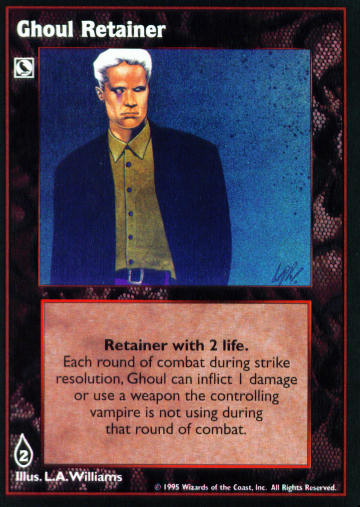 Ghoul Retainer
Retainer with 2 life.
Each round of combat during strike
resolution, Ghoul can inflict 1 damage
or use a weapon the controlling
vampire is not using during
that round of combat.
2
Illus. L.A. Williams
© 1995 Wizards of the Coast, Inc. All Rights Reserved.